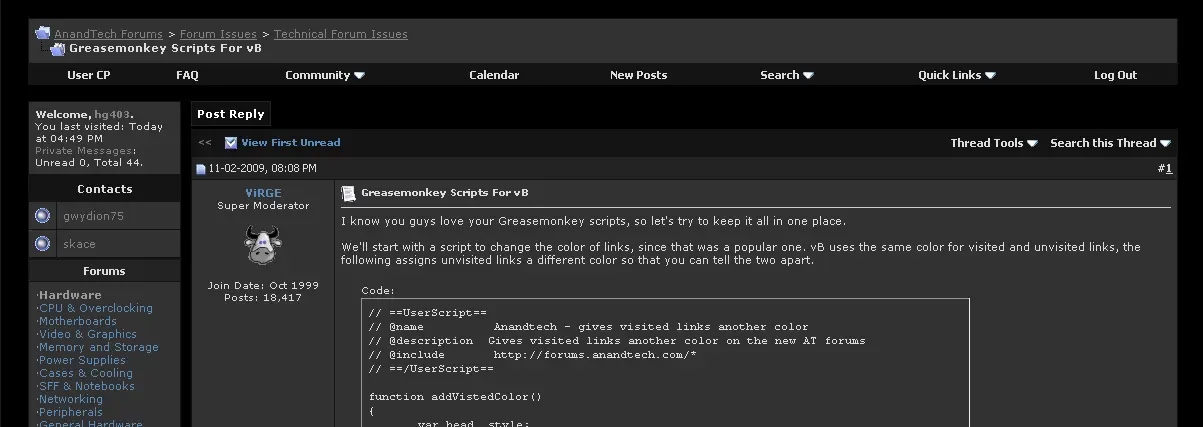 AnandTech Forums > Forum Issues > Technical Forum Issues
Greasemonkey Scripts For vB
User CP FAQ Community Calendar New Posts Search Quick Links Log Out
Welcome, hg403.
You last visited: Today
at 04:49 PM
Private Messages:
Unread 0, Total 44.
Contacts
gwydion75
skace
Forums
·Hardware
·CPU & Overclocking
·Motherboards
·Video & Graphics
·Memory and Storage
·Power Supplies
·Cases & Cooling
·SFF & Notebooks
·Networking
·Peripherals
·General Hardware
Post Reply
<< View First Unread Thread Tools Search this Thread
11-02-2009, 08:08 PM #1
ViRGE
Super Moderator
Join Date: Oct 1999
Posts: 18,417
Greasemonkey Scripts For vB
I know you guys love your Greasemonkey scripts, so let's try to keep it all in one place.
We'll start with a script to change the color of links, since that was a popular one. vB uses the same color for visited and unvisited links, the
following assigns unvisited links a different color so that you can tell the two apart.
Code:
// ==UserScript==
// @name Anandtech - gives visited links another color
// @description Gives visited links another color on the new AT forums
// @include http://forums.anandtech.com/*
// ==/UserScript==
function addVistedColor()
{
var head, style;